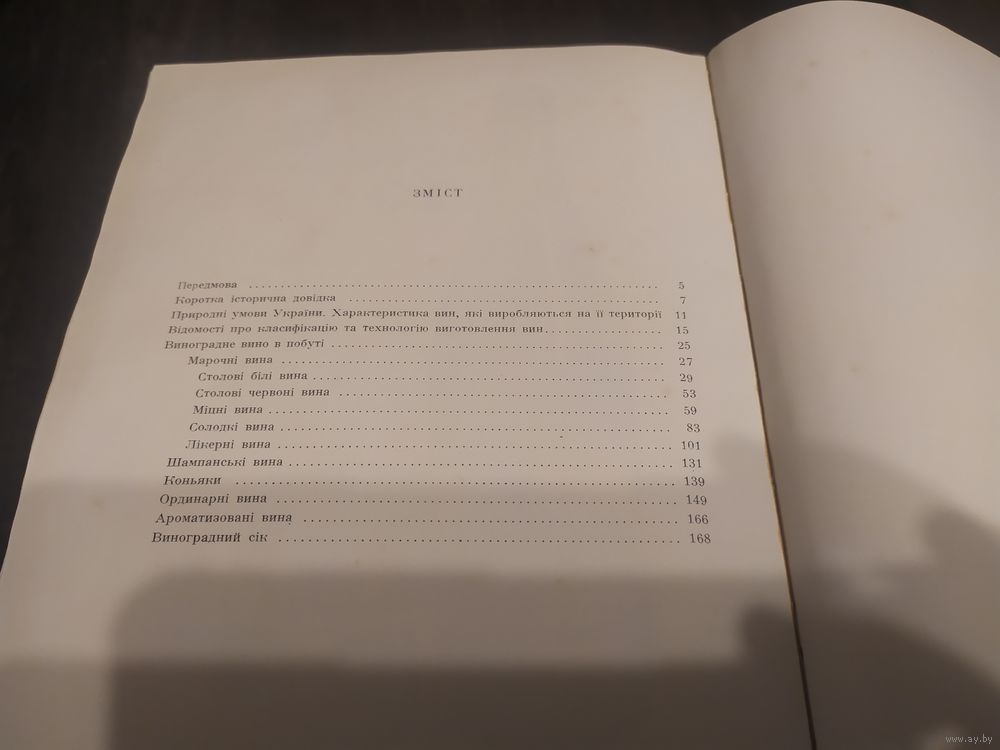 ЗМІСТ
Передмова . . . . . . . . . . . . . . . . . . . . 5
Коротка історична довідка . . . . . . . . . . . . . . . . . . . . 7
Природні умови України. Характеристика вин, які виробляються на її території 11
Відомості про класифікацію та технологію виготовлення вин . . . . . . . . . . 15
Виноградне вино в побуті . . . . . . . . . . . . . . . . . . . . 25
Марочні вина . . . . . . . . . . . . . . . . . . . . 27
Столові білі вина . . . . . . . . . . . . . . . . . . . . 29
Столові червоні вина . . . . . . . . . . . . . . . . . . . . 53
Міцні вина . . . . . . . . . . . . . . . . . . . . 59
Солодкі вина . . . . . . . . . . . . . . . . . . . . 83
Лікерні вина . . . . . . . . . . . . . . . . . . . . 101
Шампанські вина . . . . . . . . . . . . . . . . . . . . 131
Коньяки . . . . . . . . . . . . . . . . . . . . 139
Ординарні вина . . . . . . . . . . . . . . . . . . . . 149
Ароматизовані вина . . . . . . . . . . . . . . . . . . . . 166
Виноградний сік . . . . . . . . . . . . . . . . . . . . 168
www.ay.by